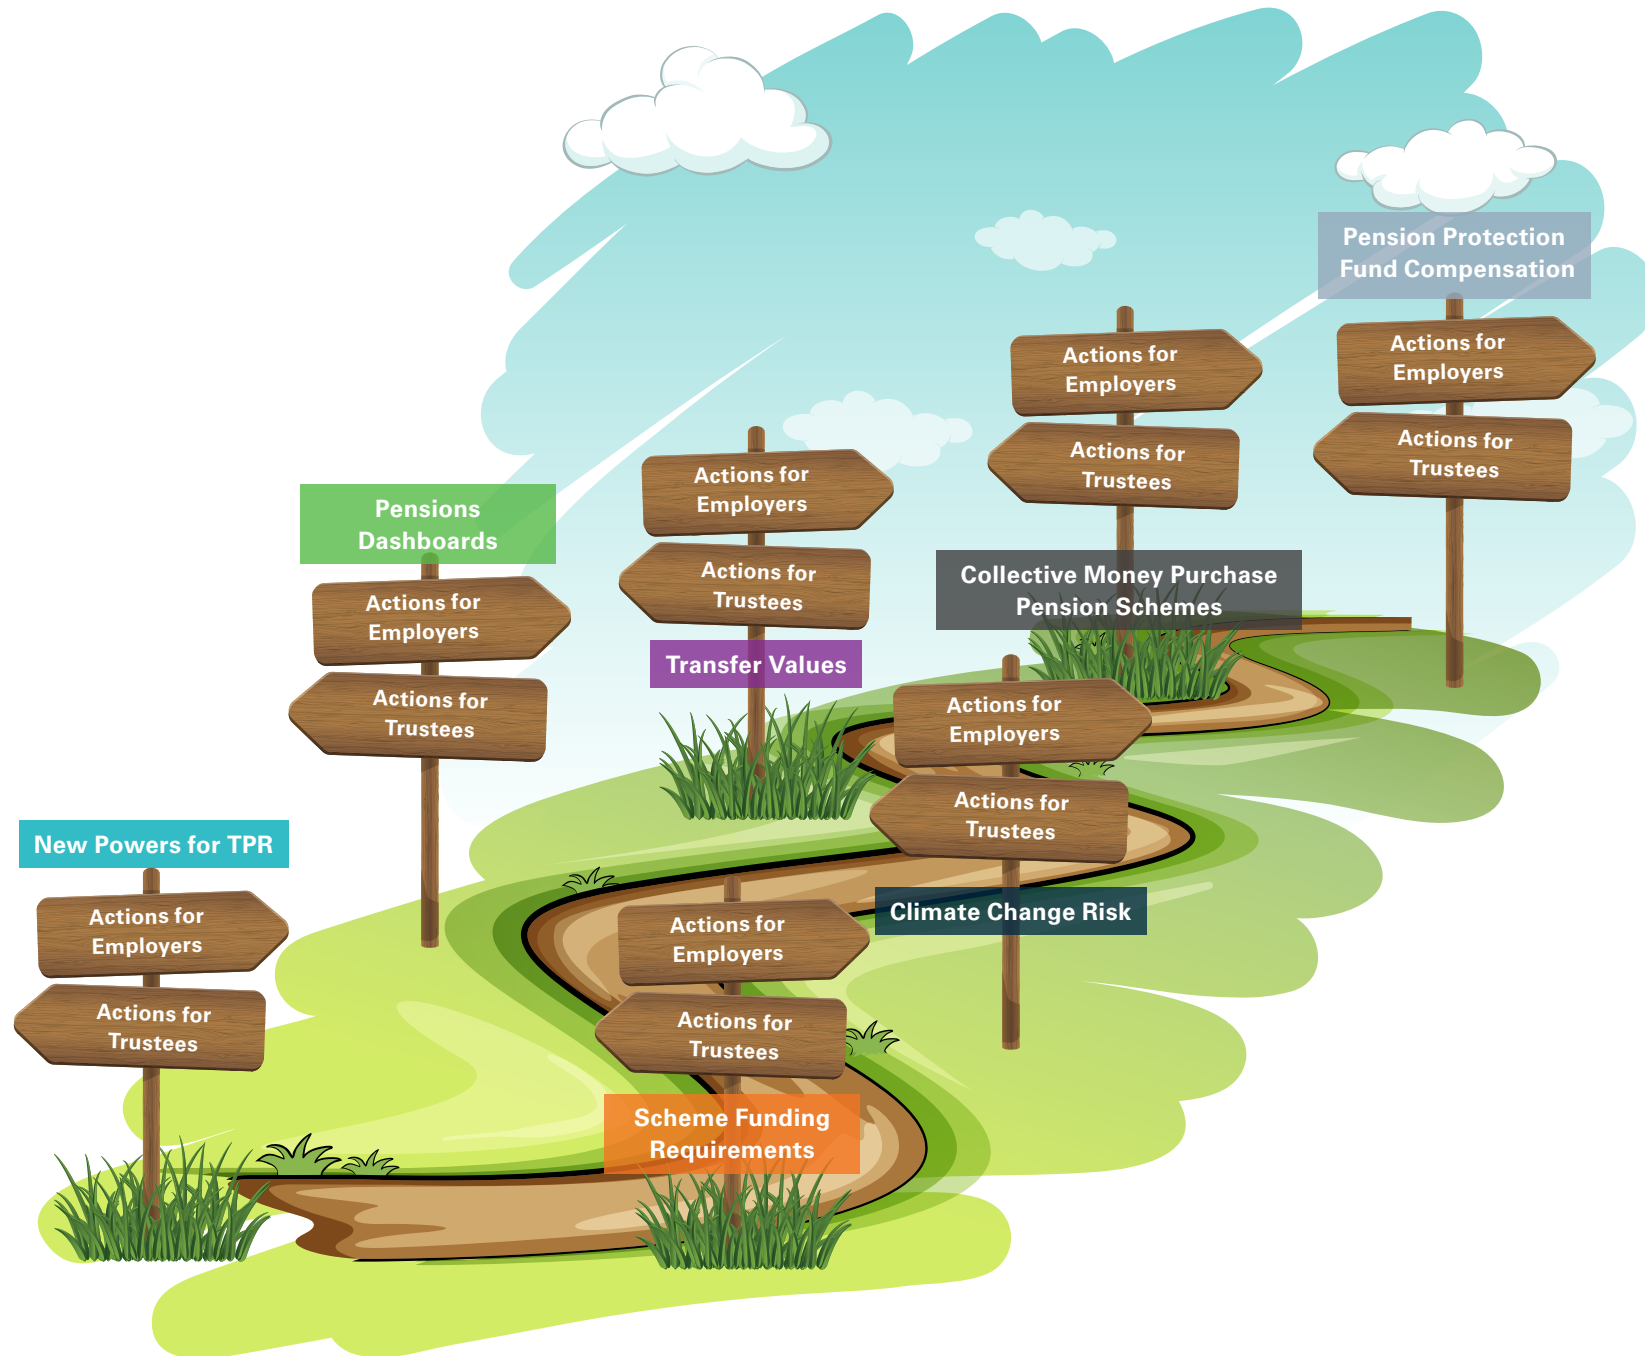 New Powers for TPR
Actions for
Employers
Actions for
Trustees
Pensions
Dashboards
Actions for
Employers
Actions for
Trustees
Scheme Funding
Requirements
Actions for
Employers
Actions for
Trustees
Transfer Values
Actions for
Employers
Actions for
Trustees
Climate Change Risk
Actions for
Employers
Actions for
Trustees
Collective Money Purchase
Pension Schemes
Actions for
Employers
Actions for
Trustees
Pension Protection
Fund Compensation
Actions for
Employers
Actions for
Trustees